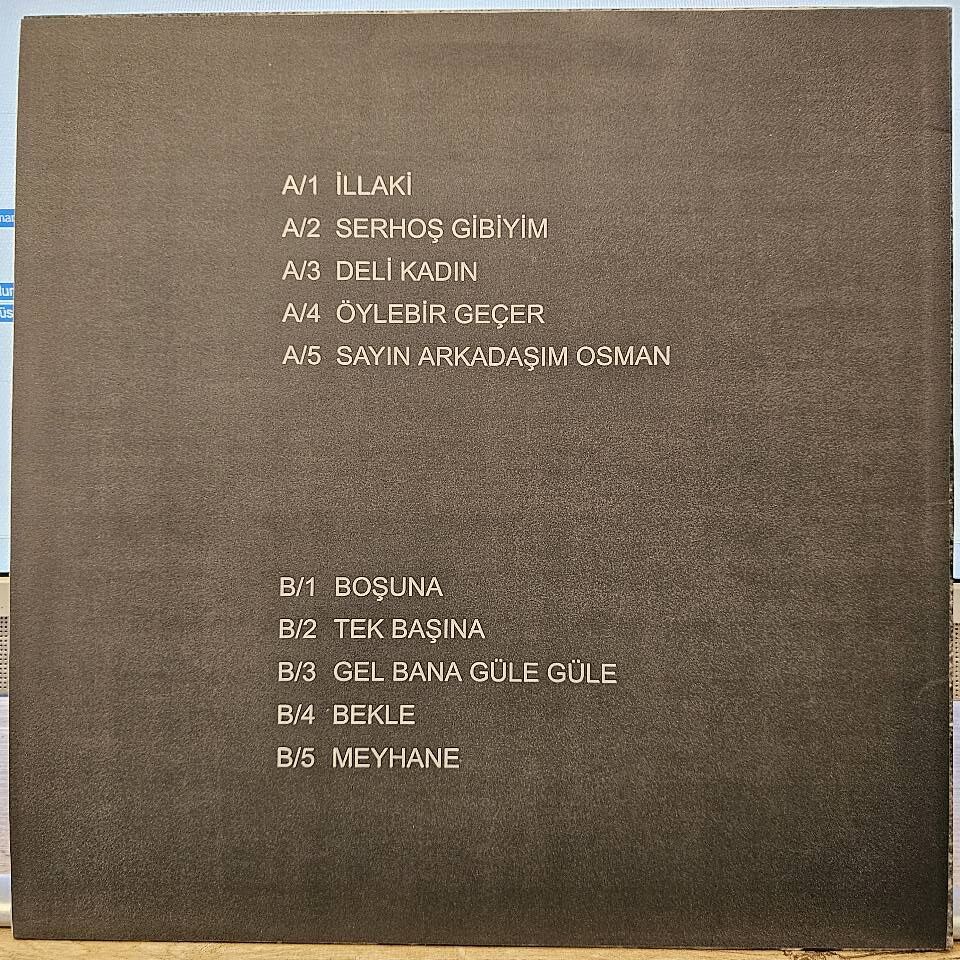 A/1 İLLAKİ
A/2 SERHOŞ GİBİYİM
A/3 DELİ KADIN
A/4 ÖYLEBİR GEÇER
A/5 SAYIN ARKADAŞIM OSMAN
B/1 BOŞUNA
B/2 TEK BAŞINA
B/3 GEL BANA GÜLE GÜLE
B/4 BEKLE
B/5 MEYHANE